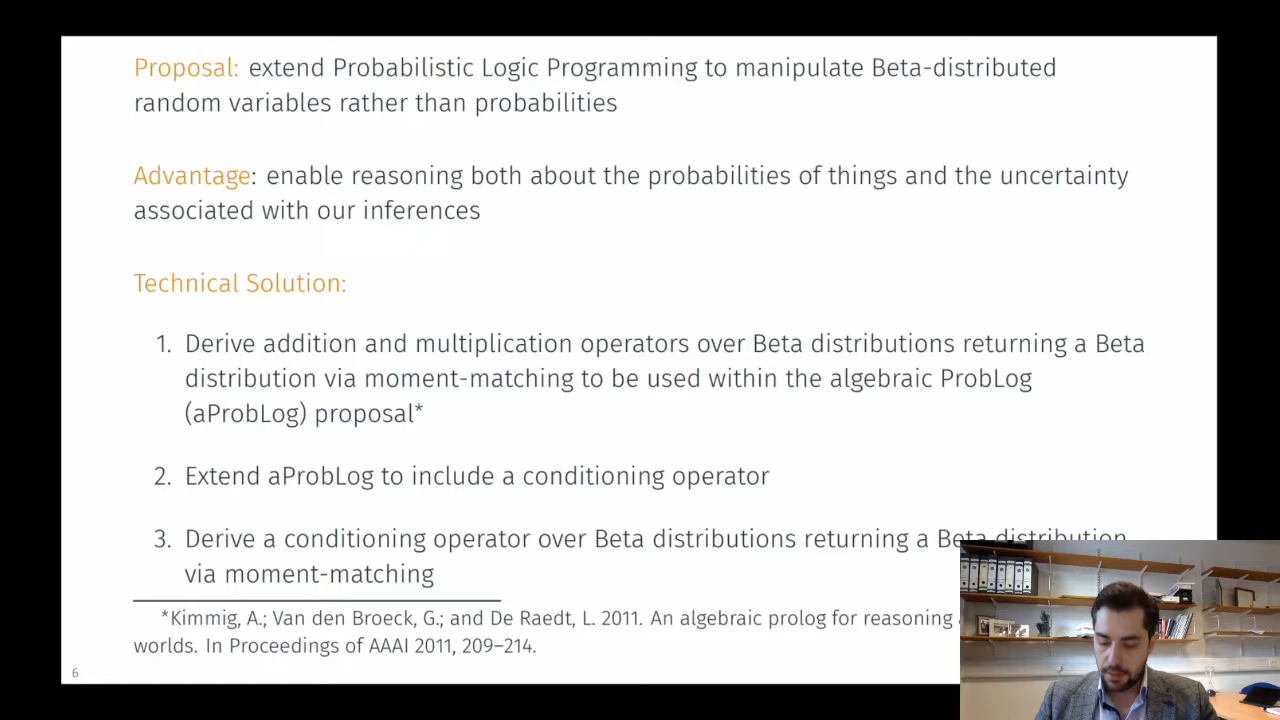 Proposal: extend Probabilistic Logic Programming to manipulate Beta-distributed
random variables rather than probabilities
Advantage: enable reasoning both about the probabilities of things and the uncertainty
associated with our inferences
Technical Solution:
1. Derive addition and multiplication operators over Beta distributions returning a Beta
distribution via moment-matching to be used within the algebraic ProbLog
(aProbLog) proposal*
2. Extend aProbLog to include a conditioning operator
3. Derive a conditioning operator over Beta distributions returning a Beta distribution
via moment-matching
*Kimmig, A.; Van den Broeck, G.; and De Raedt, L. 2011. An algebraic prolog for reasoning
worlds. In Proceedings of AAAI 2011, 209–214.
6